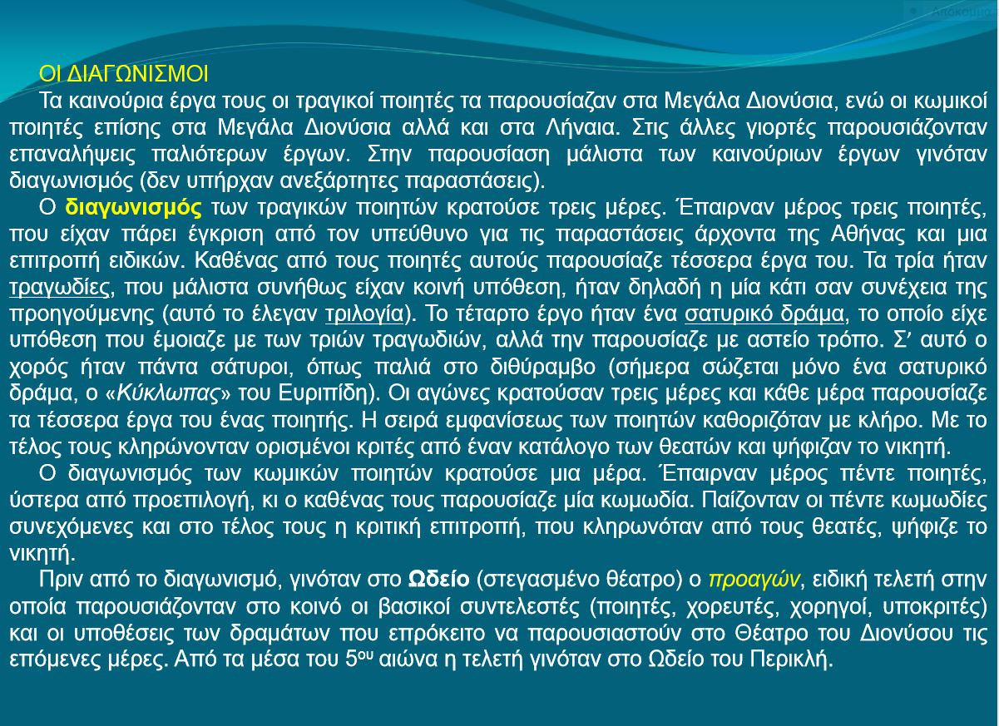 Απόκομμα
ΟΙ ΔΙΑΓΩΝΙΣΜΟΙ
Τα καινούρια έργα τους οι τραγικοί ποιητές τα παρουσίαζαν στα Μεγάλα Διονύσια, ενώ οι κωμικοί
ποιητές επίσης στα Μεγάλα Διονύσια αλλά και στα Λήναια. Στις άλλες γιορτές παρουσιάζονταν
επαναλήψεις παλιότερων έργων. Στην παρουσίαση μάλιστα των καινούριων έργων γινόταν
διαγωνισμός (δεν υπήρχαν ανεξάρτητες παραστάσεις).
Ο διαγωνισμός των τραγικών ποιητών κρατούσε τρεις μέρες. Έπαιρναν μέρος τρεις ποιητές,
που είχαν πάρει έγκριση από τον υπεύθυνο για τις παραστάσεις άρχοντα της Αθήνας και μια
επιτροπή ειδικών. Καθένας από τους ποιητές αυτούς παρουσίαζε τέσσερα έργα του. Τα τρία ήταν
τραγωδίες, που μάλιστα συνήθως είχαν κοινή υπόθεση, ήταν δηλαδή η μία κάτι σαν συνέχεια της
προηγούμενης (αυτό το έλεγαν τριλογία). Το τέταρτο έργο ήταν ένα σατυρικό δράμα, το οποίο είχε
υπόθεση που έμοιαζε με των τριών τραγωδιών, αλλά την παρουσίαζε με αστείο τρόπο. Σ’ αυτό ο
χορός ήταν πάντα σάτυροι, όπως παλιά στο διθύραμβο (σήμερα σώζεται μόνο ένα σατυρικό
δράμα, ο «Κύκλωπας» του Ευριπίδη). Οι αγώνες κρατούσαν τρεις μέρες και κάθε μέρα παρουσίαζε
τα τέσσερα έργα του ένας ποιητής. Η σειρά εμφανίσεως των ποιητών καθοριζόταν με κλήρο. Με το
τέλος τους κληρώνονταν ορισμένοι κριτές από έναν κατάλογο των θεατών και ψήφιζαν το νικητή.
Ο διαγωνισμός των κωμικών ποιητών κρατούσε μια μέρα. Έπαιρναν μέρος πέντε ποιητές,
ύστερα από προεπιλογή, κι ο καθένας τους παρουσίαζε μία κωμωδία. Παίζονταν οι πέντε κωμωδίες
συνεχόμενες και στο τέλος τους η κριτική επιτροπή, που κληρωνόταν από τους θεατές, ψήφιζε το
νικητή.
Πριν από το διαγωνισμό, γινόταν στο Ωδείο (στεγασμένο θέατρο) ο προαγών, ειδική τελετή στην
οποία παρουσιάζονταν στο κοινό οι βασικοί συντελεστές (ποιητές, χορευτές, χορηγοί, υποκριτές)
και οι υποθέσεις των δραμάτων που επρόκειτο να παρουσιαστούν στο Θέατρο του Διονύσου τις
επόμενες μέρες. Από τα μέσα του 5ου αιώνα η τελετή γινόταν στο Ωδείο του Περικλή.